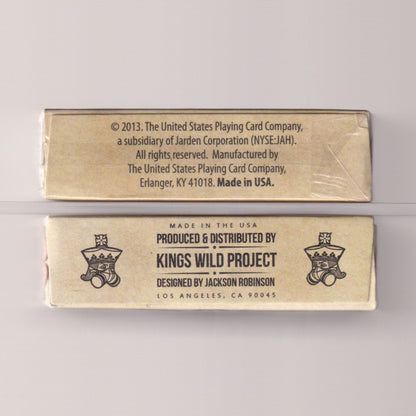 © 2013. The United States Playing Card Company,
a subsidiary of Jarden Corporation (NYSE:JAH).
All rights reserved. Manufactured by
The United States Playing Card Company,
Erlanger, KY 41018. Made in USA.
MADE IN THE USA
PRODUCED & DISTRIBUTED BY
KINGS WILD PROJECT
DESIGNED BY JACKSON ROBINSON
LOS ANGELES, CA 90045